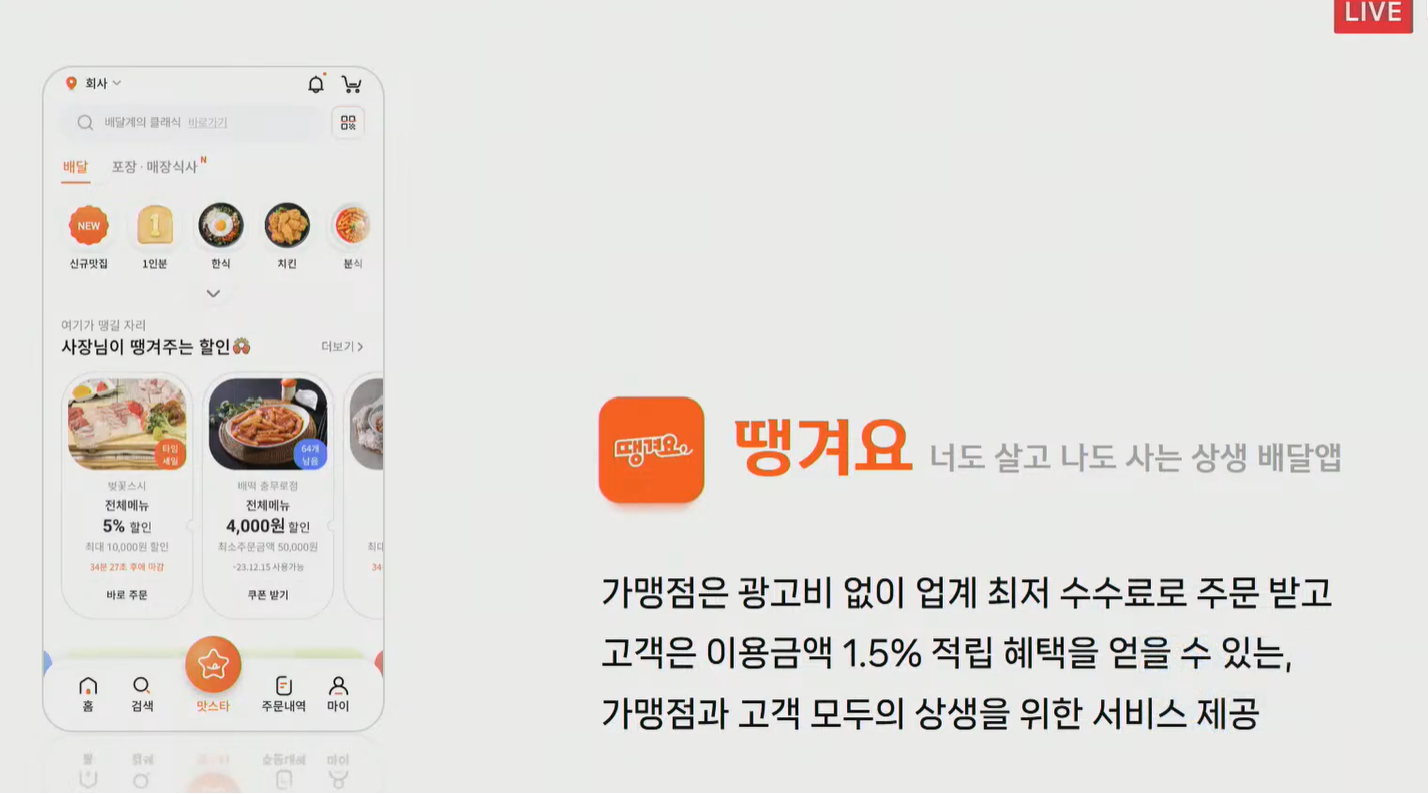 LIVE
회사
배달계의 클래식 바로가기
배달 포장·매장식사 N
NEW
1
신규맛집 1인분 한식 치킨 분식
여기가 땡길 자리
사장님이 땡겨주는 할인 더보기 >
타임
세일
64개
남음
벚꽃스시
전체메뉴
5% 할인
최대 10,000원 할인
34분 27초 후에 마감
바로 주문
배떡 충무로점
전체메뉴
4,000원 할인
최소주문금액 50,000원
~23.12.15 사용가능
쿠폰 받기
최대
34
홈 검색 맛스타 주문내역 마이
땡겨요
땡겨요 너도 살고 나도 사는 상생 배달앱
가맹점은 광고비 없이 업계 최저 수수료로 주문 받고
고객은 이용금액 1.5% 적립 혜택을 얻을 수 있는,
가맹점과 고객 모두의 상생을 위한 서비스 제공